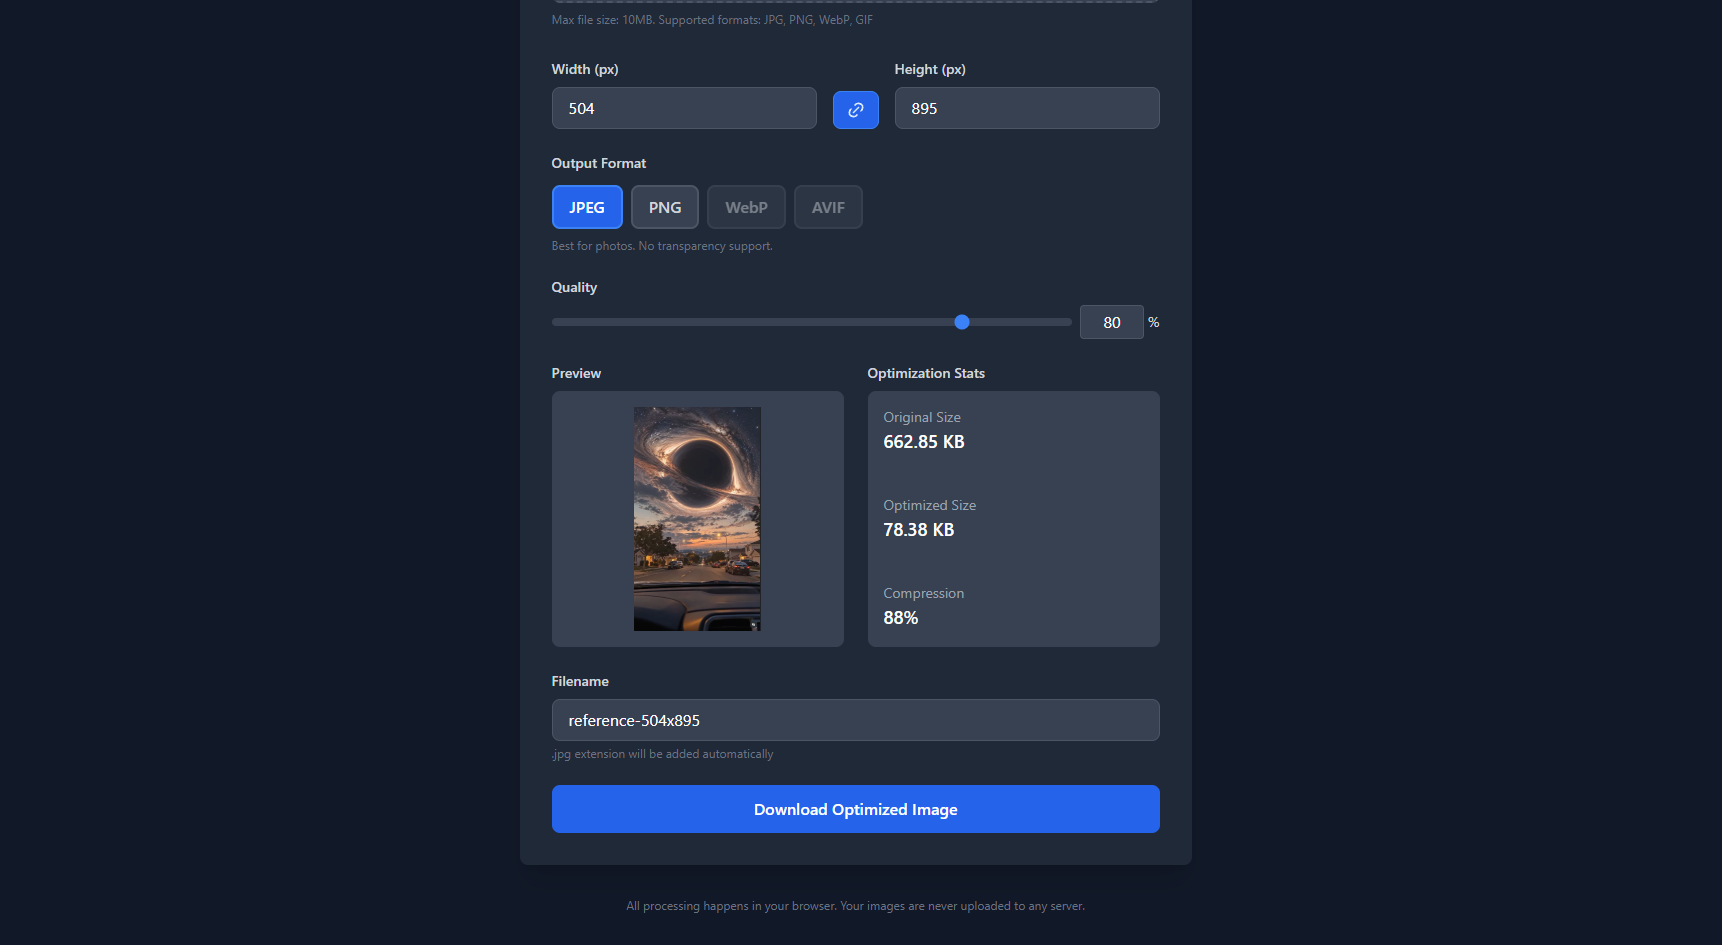 Max file size: 10MB. Supported formats: JPG, PNG, WebP, GIF
Width (px)
Height (px)
504
895
Output Format
JPEG
PNG
WebP
AVIF
Best for photos. No transparency support.
Quality
80
%
Preview
Optimization Stats
Original Size
662.85 KB
Optimized Size
78.38 KB
Compression
88%
Filename
reference-504x895
.jpg extension will be added automatically
Download Optimized Image
All processing happens in your browser. Your images are never uploaded to any server.